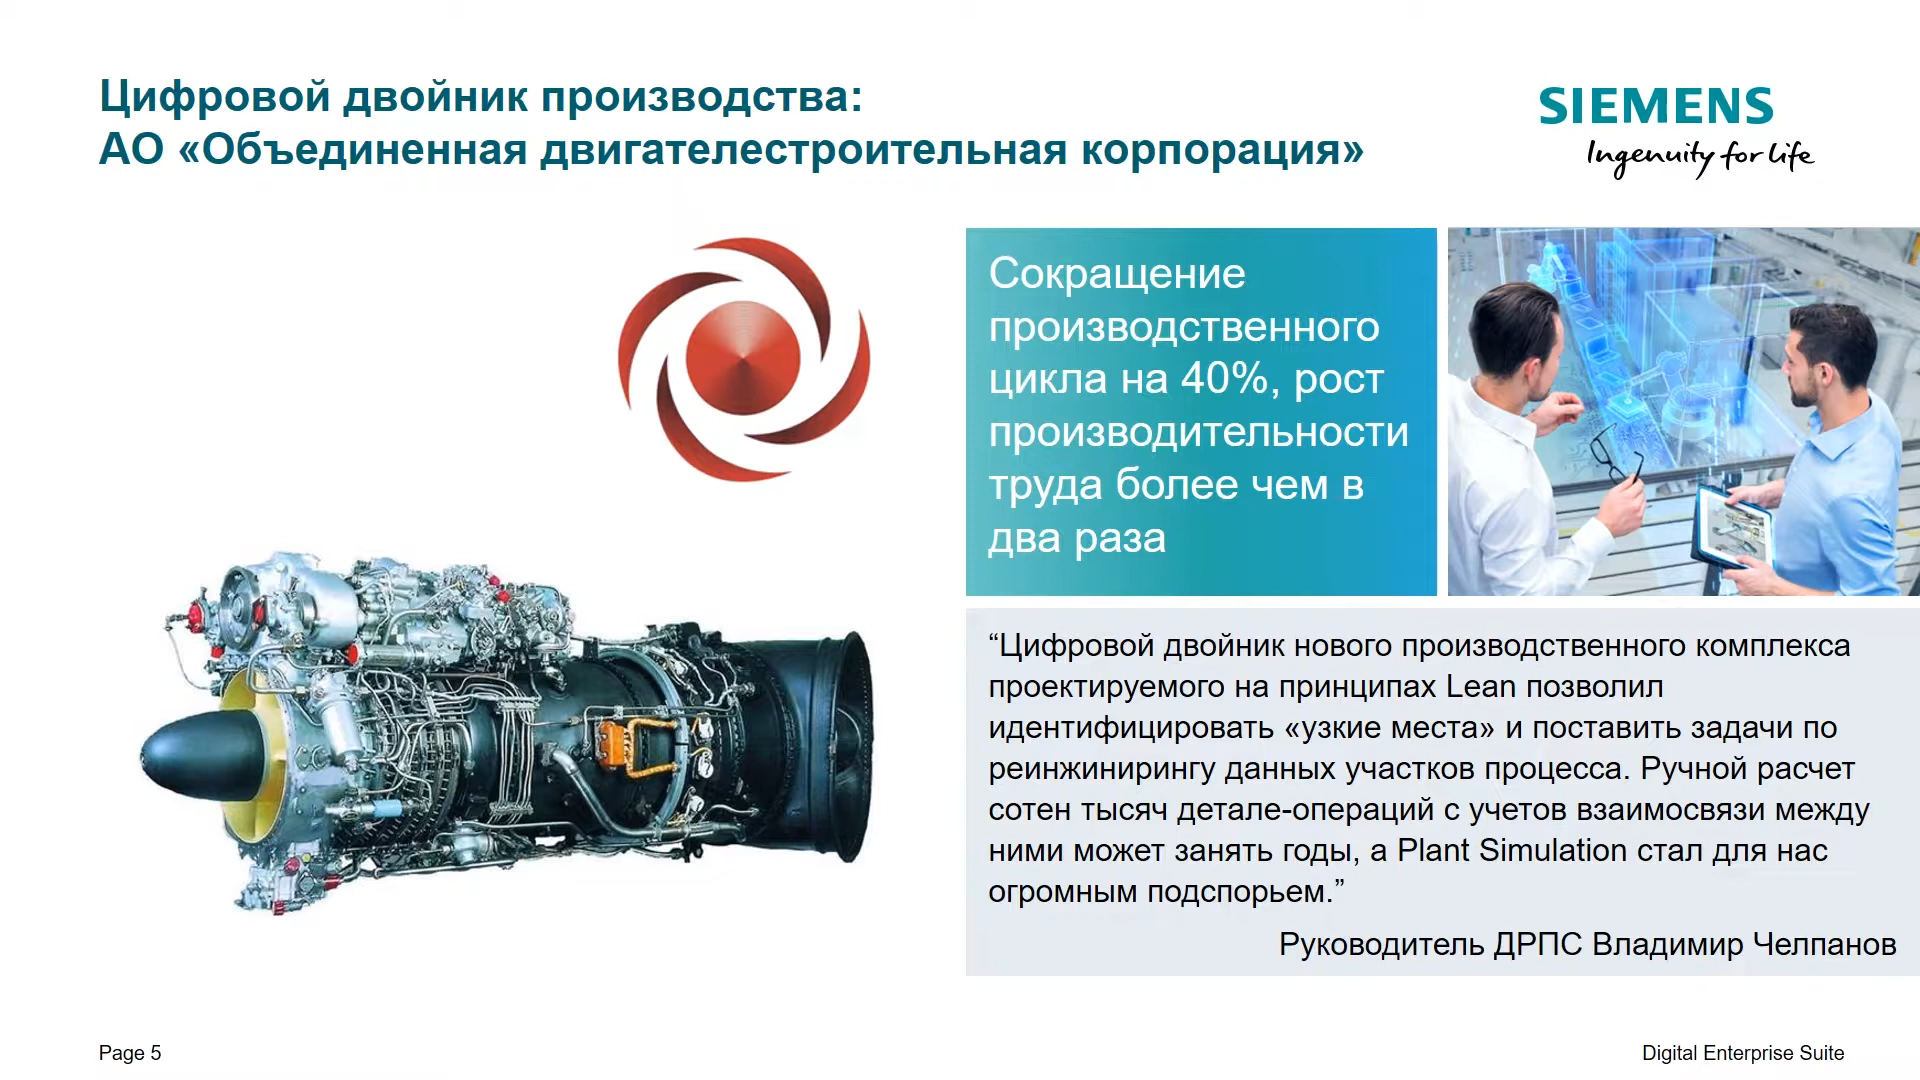 Цифровой двойник производства:
АО «Объединенная двигателестроительная корпорация»
SIEMENS
Ingenuity for life
Сокращение
производственного
цикла на 40%, рост
производительности
труда более чем в
два раза
“Цифровой двойник нового производственного комплекса
проектируемого на принципах Lean позволил
идентифицировать «узкие места» и поставить задачи по
реинжинирингу данных участков процесса. Ручной расчет
сотен тысяч детале-операций с учетов взаимосвязи между
ними может занять годы, а Plant Simulation стал для нас
огромным подспорьем.”
Руководитель ДРПС Владимир Челпанов
Page 5
Digital Enterprise Suite